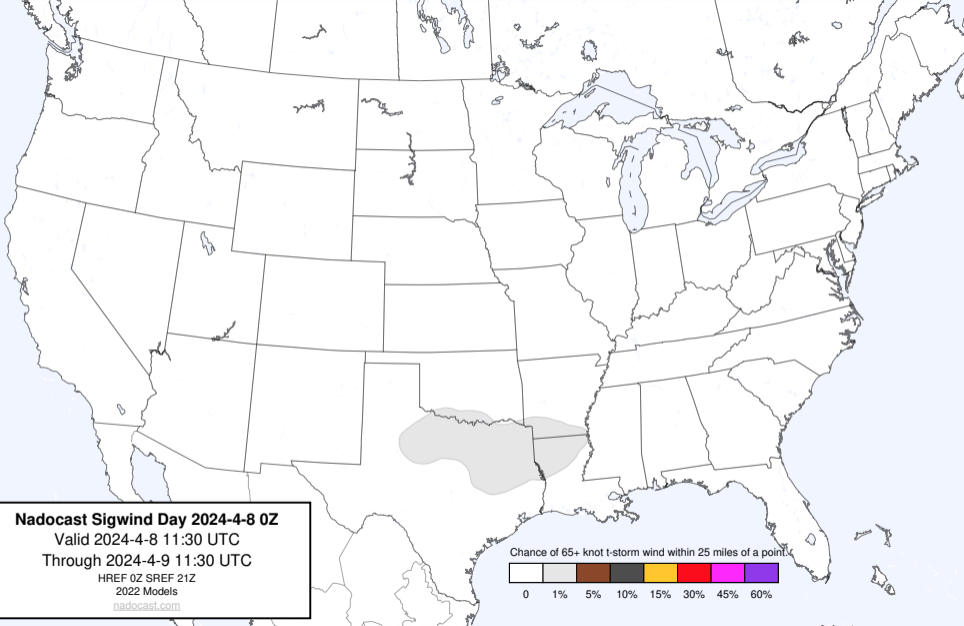 Nadocast Sigwind Day 2024-4-8 0Z
Valid 2024-4-8 11:30 UTC
Through 2024-4-9 11:30 UTC
HREF 0Z SREF 21Z
2022 Models
nadocast.com
Chance of 65+ knot t-storm wind within 25 miles of a point.
0 1% 5% 10% 15% 30% 45% 60%